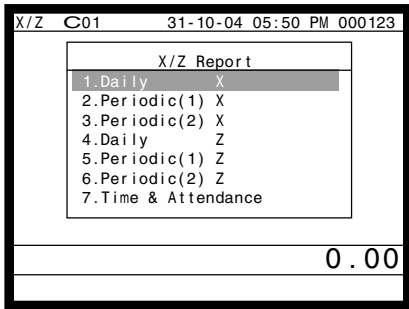 X/Z C01 31-10-04 05:50 PM 000123
X/Z Report
1.Daily X
2.Periodic(1) X
3.Periodic(2) X
4.Daily Z
5.Periodic(1) Z
6.Periodic(2) Z
7.Time & Attendance
0.00